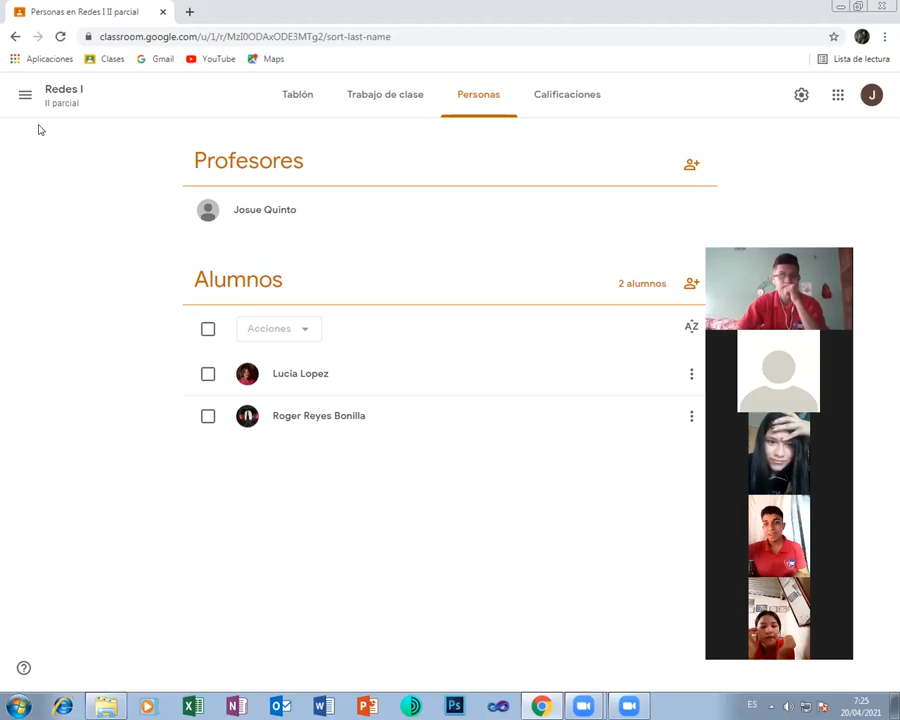 Personas en Redes I II parcial
classroom.google.com/u/1/r/MzI0ODAxODE3MTg2/sort-last-name
Aplicaciones Clases Gmail YouTube Maps Lista de lectura
Redes I
II parcial
Tablón Trabajo de clase Personas Calificaciones J
Profesores
Josue Quinto
Alumnos 2 alumnos
Acciones AZ
Lucia Lopez
Roger Reyes Bonilla
ES 7:25
20/04/2021